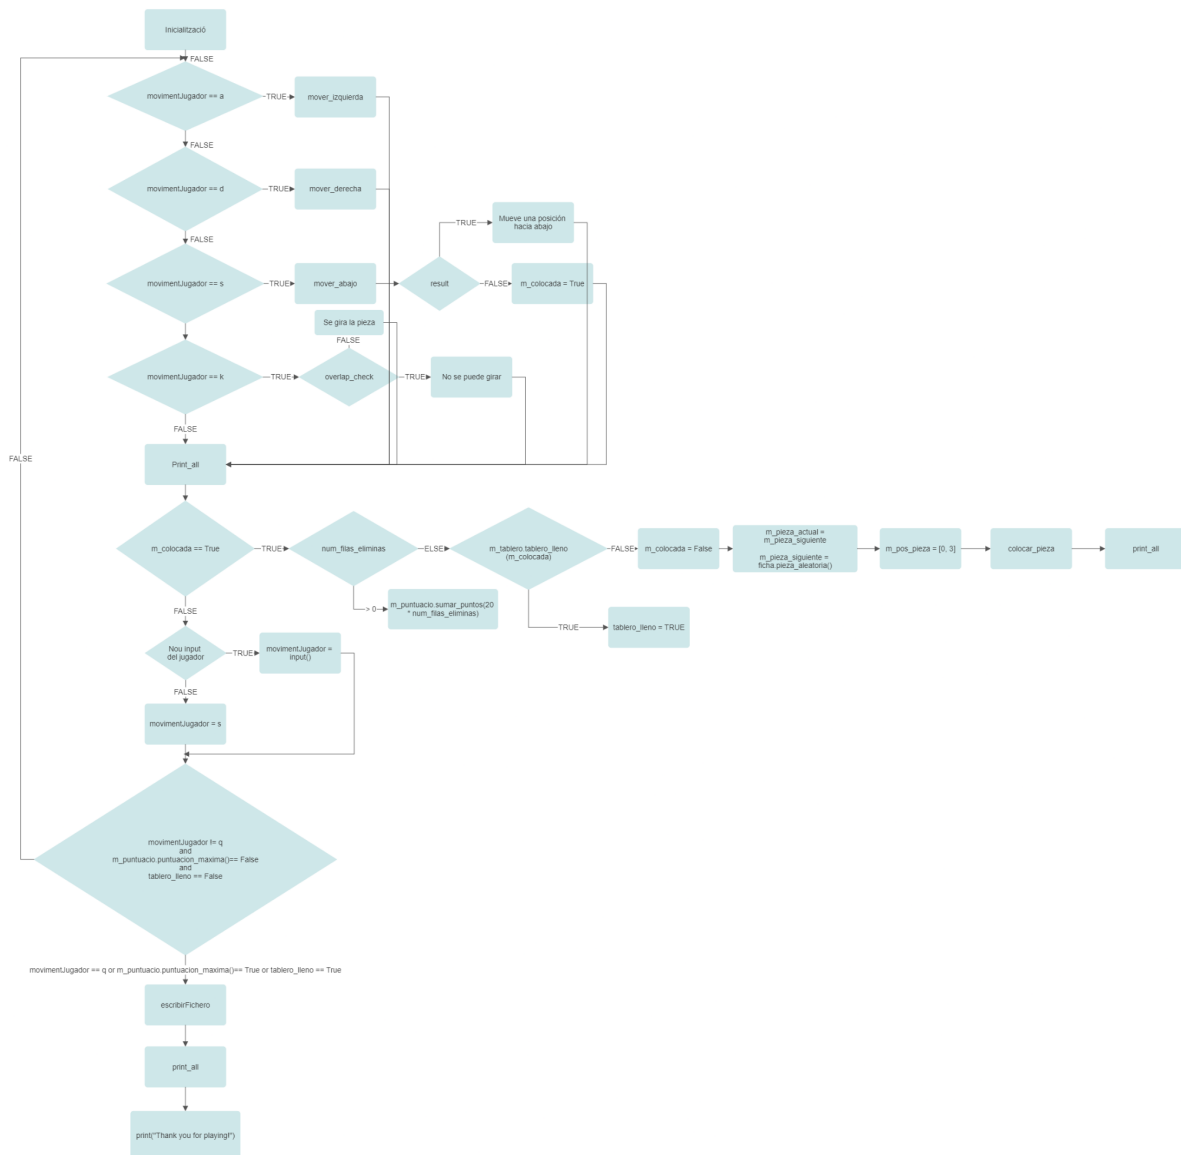 Inicialització
FALSE
movimentJugador == a
TRUE
mover_izquierda
FALSE
movimentJugador == d
TRUE
mover_derecha
FALSE
movimentJugador == s
TRUE
mover_abajo
result
TRUE
Mueve una posición
hacia abajo
FALSE
m_colocada = True
Se gira la pieza
FALSE
movimentJugador == k
TRUE
overlap_check
TRUE
No se puede girar
FALSE
FALSE
Print_all
m_colocada == True
TRUE
num_filas_eliminas
ELSE
m_tablero.tablero_lleno
(m_colocada)
FALSE
m_colocada = False
m_pieza_actual =
m_pieza_siguiente
m_pieza_siguiente =
ficha.pieza_aleatoria()
m_pos_pieza = [0, 3]
colocar_pieza
print_all
> 0
m_puntuacio.sumar_puntos(20
* num_filas_eliminas)
TRUE
tablero_lleno = TRUE
FALSE
Nou input
del jugador
TRUE
movimentJugador =
input()
FALSE
movimentJugador = s
movimentJugador != q
and
m_puntuacio.puntuacion_maxima()== False
and
tablero_lleno == False
movimentJugador == q or m_puntuacio.puntuacion_maxima()== True or tablero_lleno == True
escribirFichero
print_all
print("Thank you for playing!")